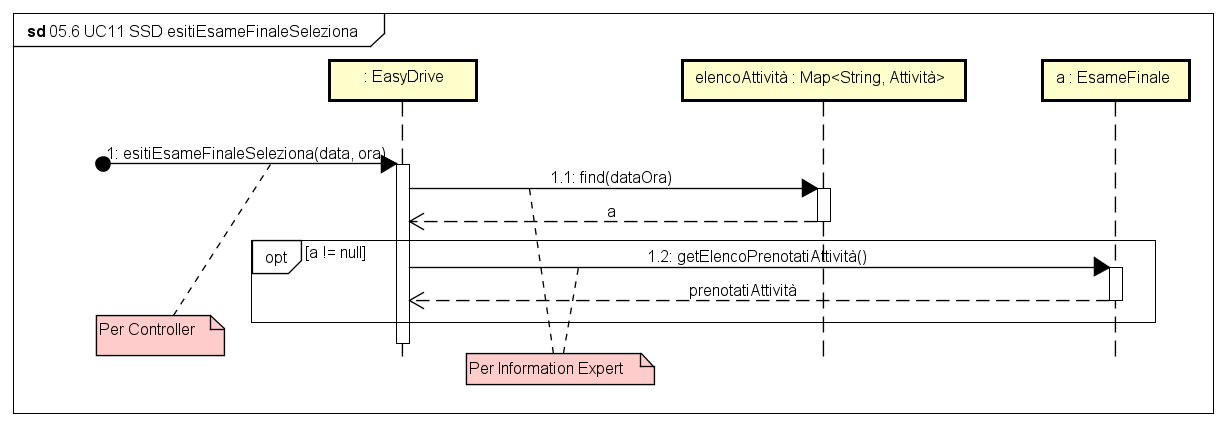 sd 05.6 UC11 SSD esitiEsameFinaleSeleziona
: EasyDrive
elencoAttività : Map<String, Attività>
a : EsameFinale
1: esitiEsameFinaleSeleziona(data, ora)
1.1: find(dataOra)
a
opt
[a != null]
1.2: getElencoPrenotatiAttività()
prenotatiAttività
Per Controller
Per Information Expert